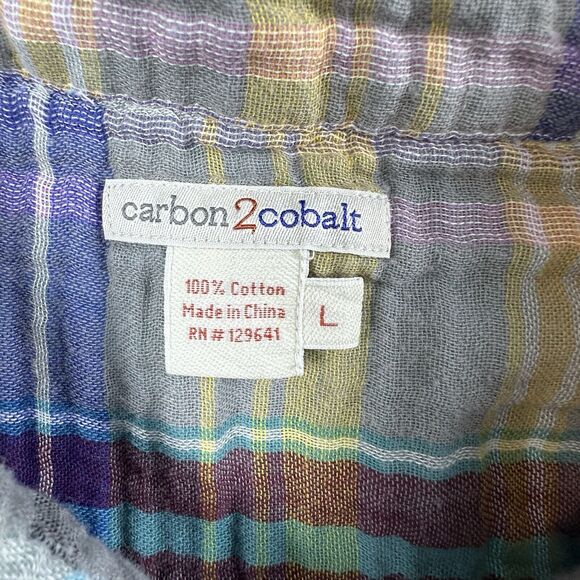 carbon2cobalt
100% Cotton
Made in China
RN # 129641
L